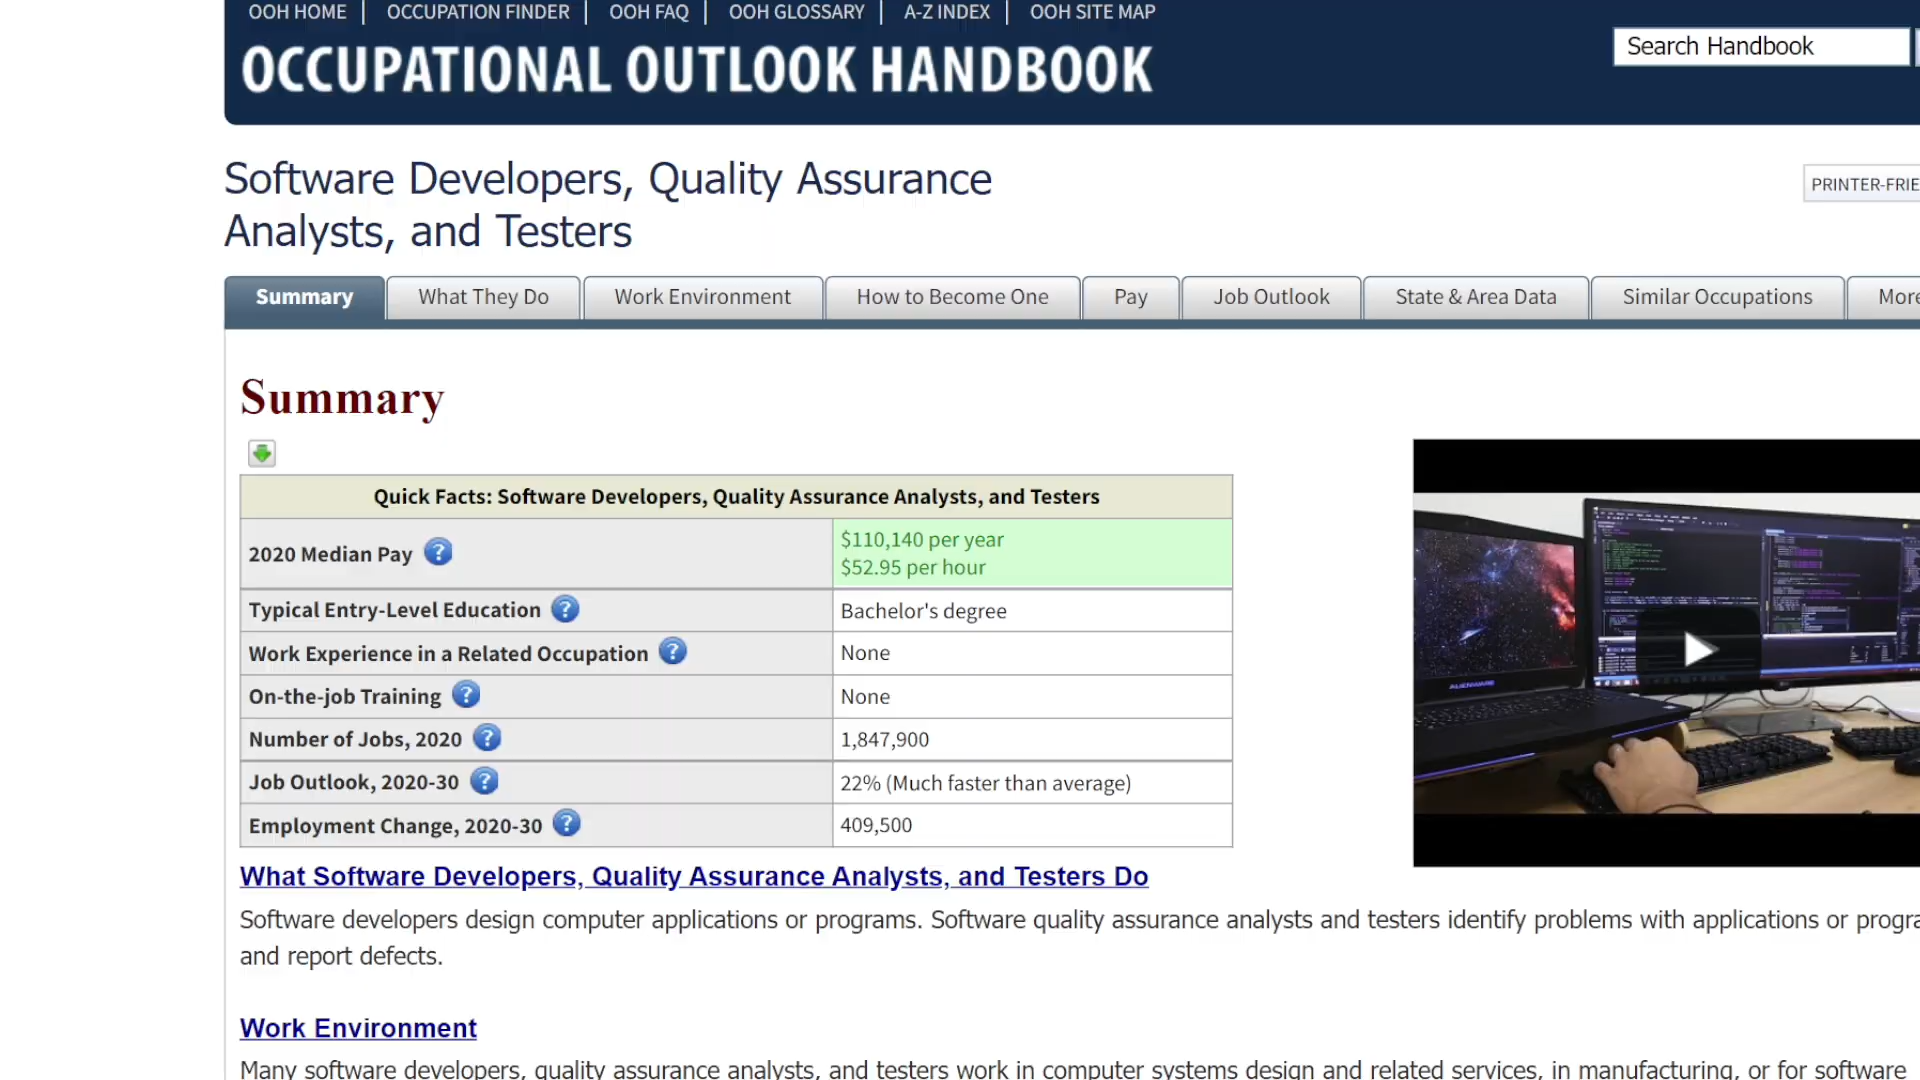 OOH HOME | OCCUPATION FINDER | OOH FAQ | OOH GLOSSARY | A-Z INDEX | OOH SITE MAP
OCCUPATIONAL OUTLOOK HANDBOOK
Search Handbook
Software Developers, Quality Assurance
Analysts, and Testers
PRINTER-FRIE
Summary What They Do Work Environment How to Become One Pay Job Outlook State & Area Data Similar Occupations More
Summary
Quick Facts: Software Developers, Quality Assurance Analysts, and Testers
2020 Median Pay $110,140 per year
$52.95 per hour
Typical Entry-Level Education Bachelor's degree
Work Experience in a Related Occupation None
On-the-job Training None
Number of Jobs, 2020 1,847,900
Job Outlook, 2020-30 22% (Much faster than average)
Employment Change, 2020-30 409,500
ALIENWARE
What Software Developers, Quality Assurance Analysts, and Testers Do
Software developers design computer applications or programs. Software quality assurance analysts and testers identify problems with applications or progra
and report defects.
Work Environment
Many software developers, quality assurance analysts, and testers work in computer systems design and related services, in manufacturing, or for software